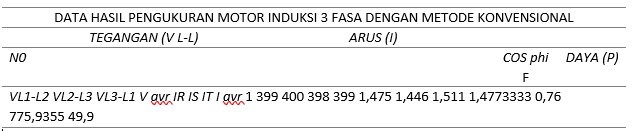 DATA HASIL PENGUKURAN MOTOR INDUKSI 3 FASA DENGAN METODE KONVENSIONAL
TEGANGAN (V L-L) ARUS (I)
N0 COS phi DAYA (P)
F
VL1-L2 VL2-L3 VL3-L1 V avr IR IS IT I avr 1 399 400 398 399 1,475 1,446 1,511 1,4773333 0,76
775,9355 49,9